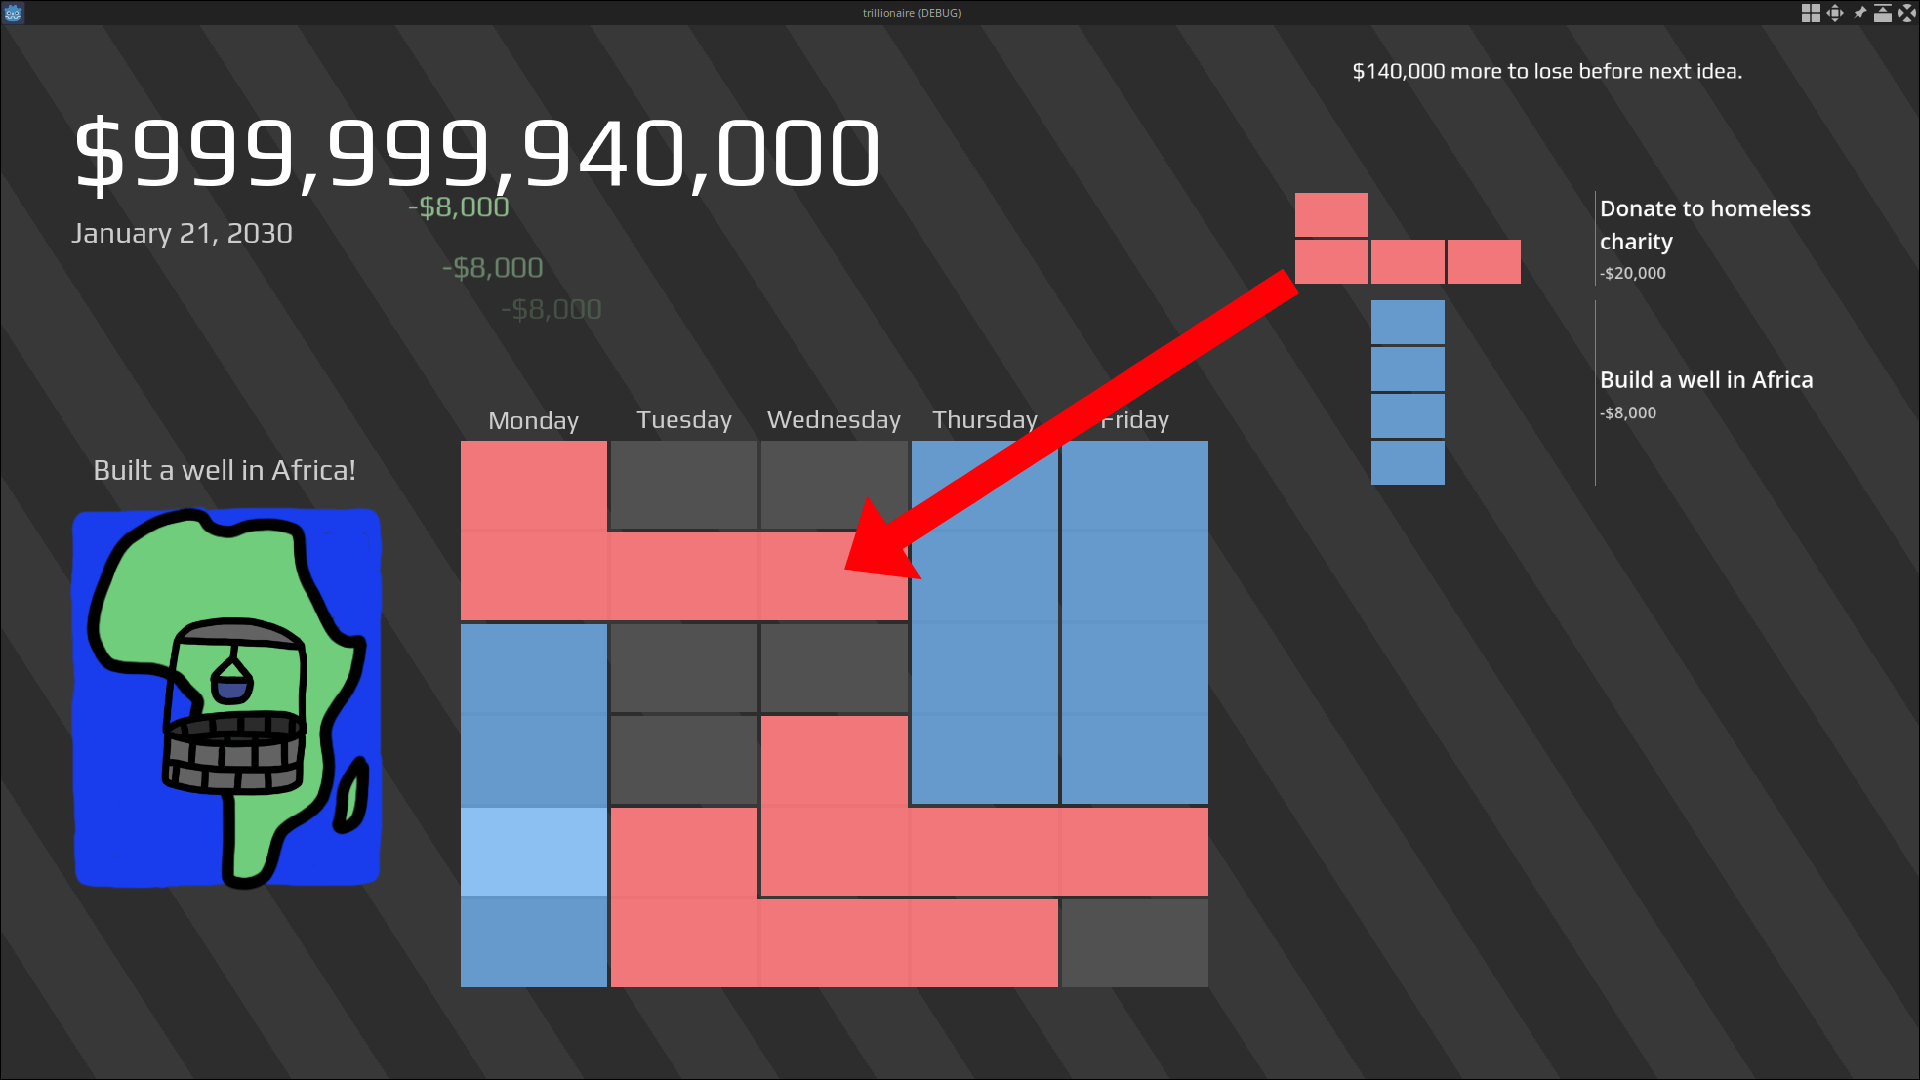 trillionaire (DEBUG)
$140,000 more to lose before next idea.
$999,999,940,000
-$8,000
January 21, 2030
-$8,000
-$8,000
Donate to homeless
charity
-$20,000
Build a well in Africa
-$8,000
Monday Tuesday Wednesday Thursday Friday
Built a well in Africa!